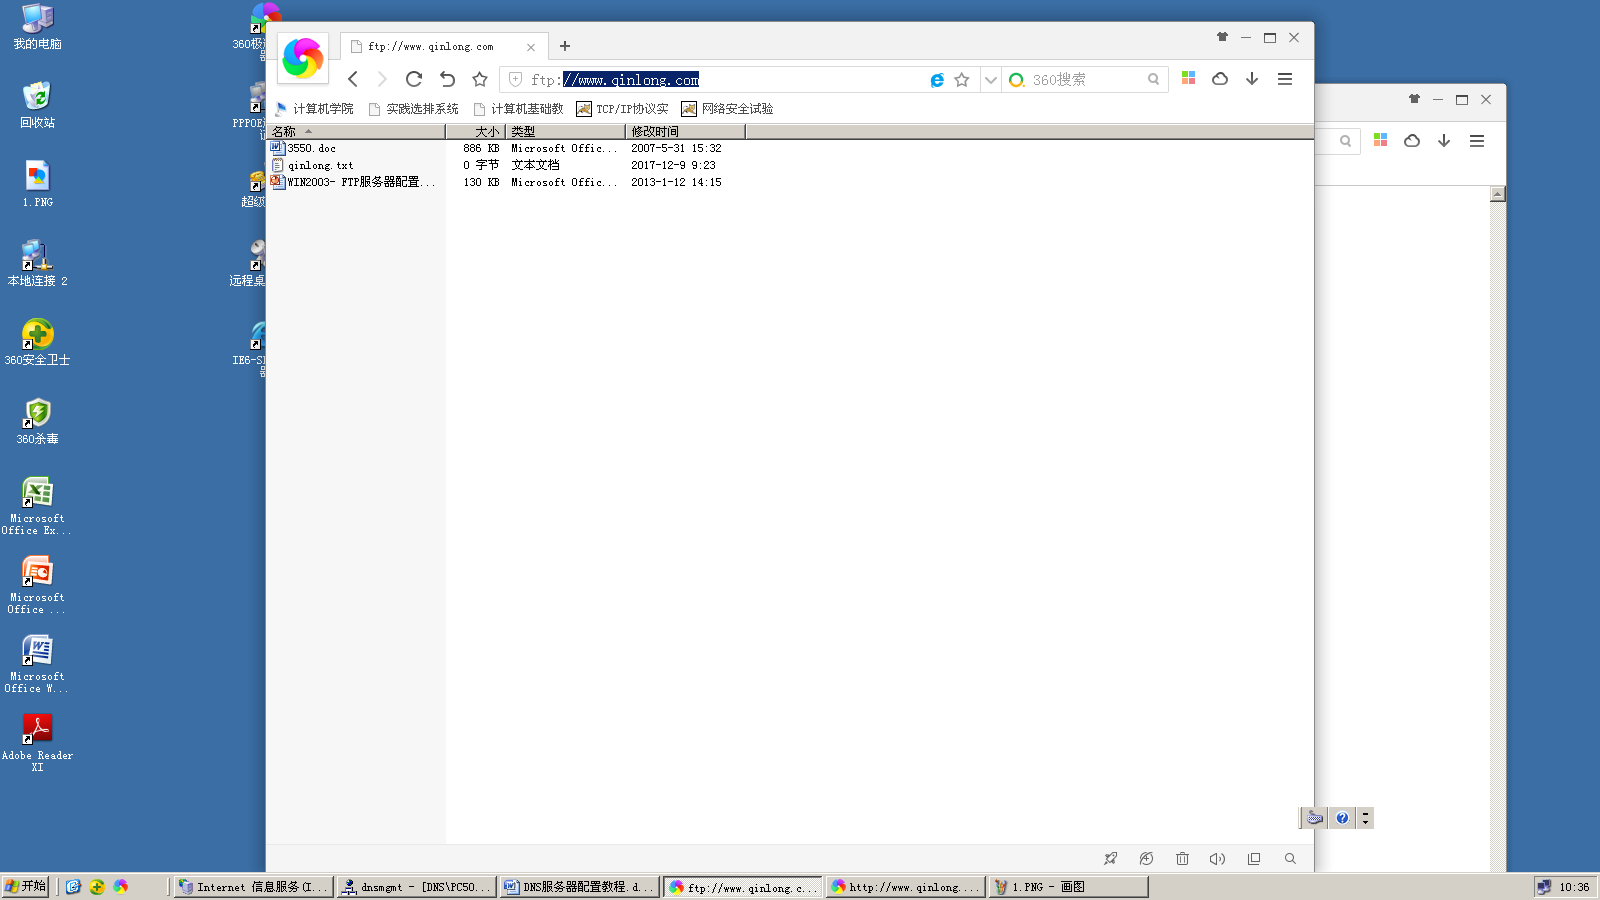 我的电脑
回收站
1.PNG
本地连接 2
360安全卫士
360杀毒
Microsoft
Office Ex...
Microsoft
Office ...
Microsoft
Office W...
Adobe Reader
XI
360极
PPPOE
超级
远程桌
IE6-S
ftp://www.qinlong.com
ftp://www.qinlong.com
360搜索
计算机学院
实践选排系统
计算机基础教
TCP/IP协议实
网络安全试验
名称 大小 类型 修改时间
3550.doc 886 KB Microsoft Offic... 2007-5-31 15:32
qinlong.txt 0 字节 文本文档 2017-12-9 9:23
WIN2003- FTP服务器配置... 130 KB Microsoft Offic... 2013-1-12 14:15
开始
Internet 信息服务(I...
dnsmgmt - [DNS\PC50...
DNS服务器配置教程.d...
ftp://www.qinlong.c...
http://www.qinlong....
1.PNG - 画图
10:36